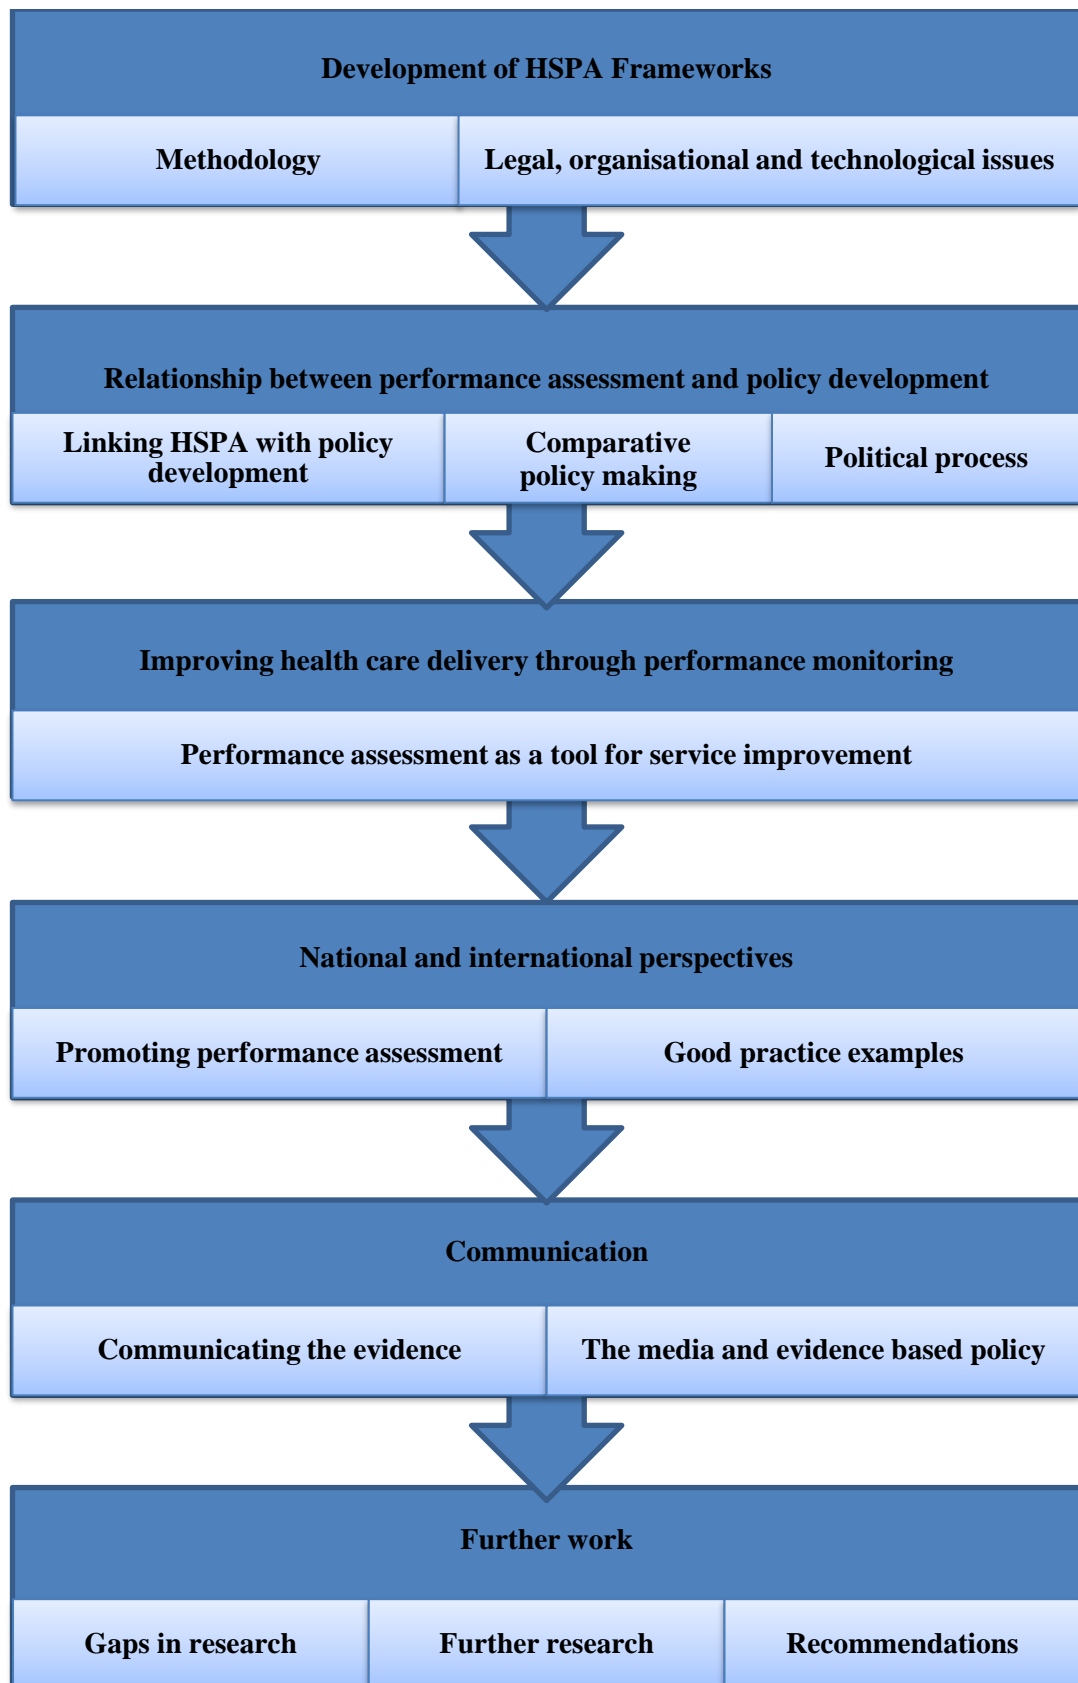 Development of HSPA Frameworks
Methodology
Legal, organisational and technological issues
Relationship between performance assessment and policy development
Linking HSPA with policy
development
Comparative
policy making
Political process
Improving health care delivery through performance monitoring
Performance assessment as a tool for service improvement
National and international perspectives
Promoting performance assessment
Good practice examples
Communication
Communicating the evidence
The media and evidence based policy
Further work
Gaps in research
Further research
Recommendations